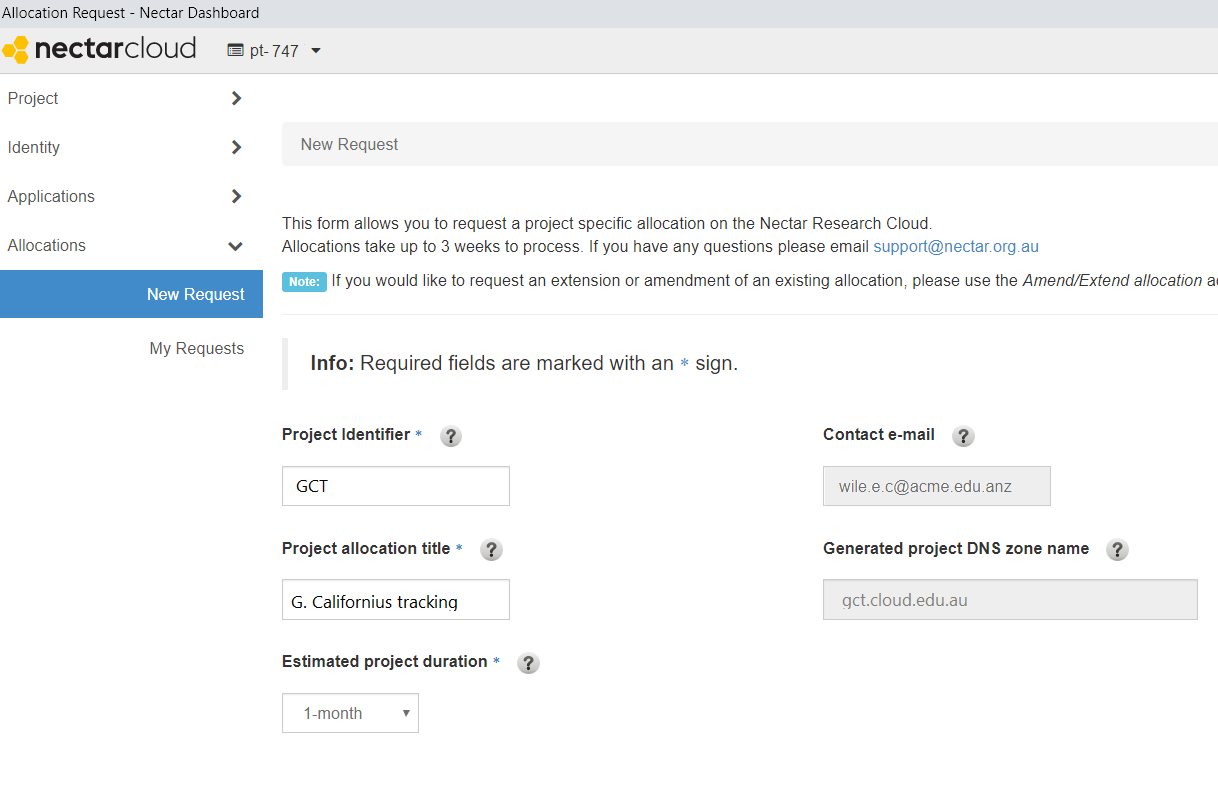 Allocation Request - Nectar Dashboard
nectarcloud pt- 747
Project
Identity
Applications
Allocations
New Request
My Requests
New Request
This form allows you to request a project specific allocation on the Nectar Research Cloud.
Allocations take up to 3 weeks to process. If you have any questions please email support@nectar.org.au
Note: If you would like to request an extension or amendment of an existing allocation, please use the Amend/Extend allocation
Info: Required fields are marked with an * sign.
Project Identifier * ?
GCT
Contact e-mail ?
wile.e.c@acme.edu.anz
Project allocation title * ?
G. Californius tracking
Generated project DNS zone name ?
gct.cloud.edu.au
Estimated project duration * ?
1-month